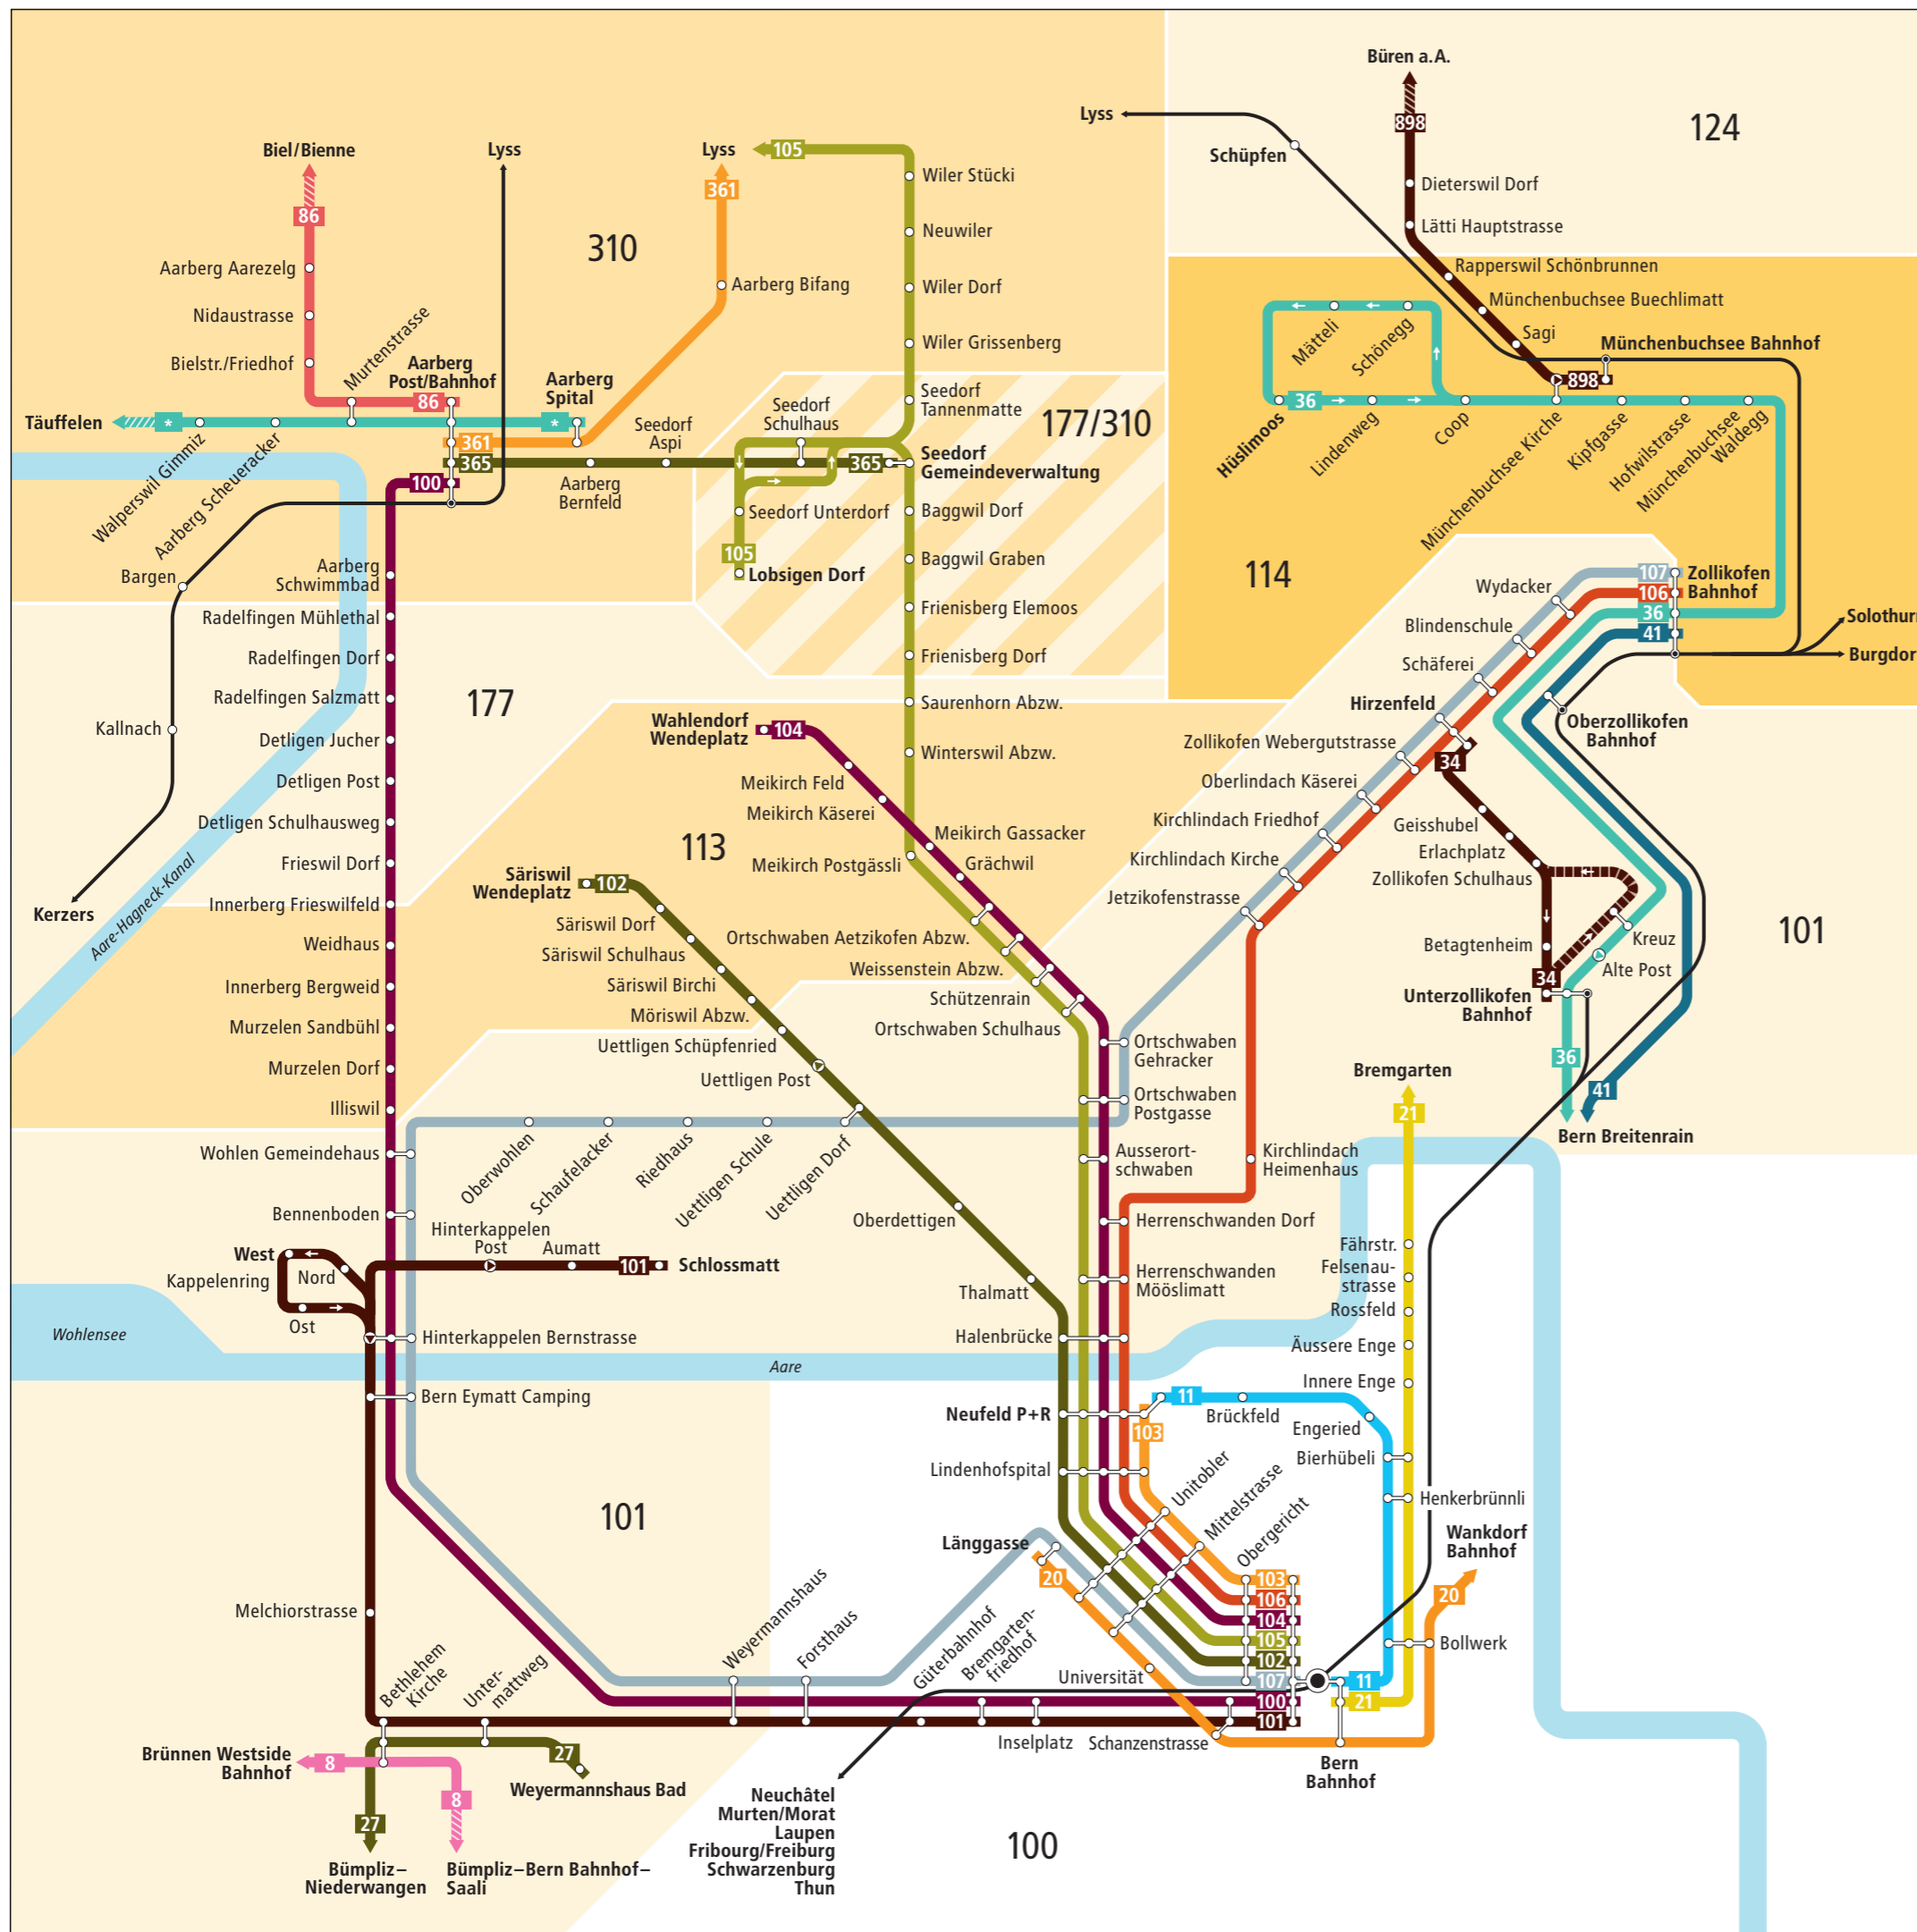 Büren a.A.
Lyss
898
124
Schüpfen
Biel/Bienne
Lyss
Lyss
105
Wiler Stücki
Dieterswil Dorf
361
86
Lätti Hauptstrasse
Neuwiler
310
Aarberg Aarezelg
Rapperswil Schönbrunnen
Aarberg Bifang
Wiler Dorf
Münchenbuchsee Buechlimatt
Nidaustrasse
Sagi
Mätteli
Schönegg
Münchenbuchsee Bahnhof
Wiler Grissenberg
Bielstr./Friedhof
Murtenstrasse
Aarberg
Post/Bahnhof
Aarberg
Spital
898
86
Seedorf
Tannenmatte
36
Seedorf
Schulhaus
177/310
Täuffelen
*
*
Seedorf
Aspi
Hüslimoos
Lindenweg
Coop
Münchenbuchsee Kirche
Kipfgasse
Hofwilstrasse
Münchenbuchsee
Waldegg
361
365
365
Seedorf
Gemeindeverwaltung
Walperswil Gimmiz
Aarberg Scheueracker
100
Aarberg
Bernfeld
Seedorf Unterdorf
Baggwil Dorf
105
Baggwil Graben
Lobsigen Dorf
Bargen
Aarberg
Schwimmbad
114
Wydacker
107
Zollikofen
Bahnhof
106
36
41
Radelfingen Mühlethal
Frienisberg Elemoos
Blindenschule
Solothurn
Radelfingen Dorf
Frienisberg Dorf
Schäferei
Burgdor
Radelfingen Salzmatt
177
Saurenhorn Abzw.
Hirzenfeld
Kallnach
Wahlendorf
Wendeplatz
104
Oberzollikofen
Bahnhof
Detligen Jucher
Winterswil Abzw.
Zollikofen Webergutstrasse
34
Detligen Post
Meikirch Feld
Oberlindach Käserei
Meikirch Käserei
Detligen Schulhausweg
Kirchlindach Friedhof
Geisshubel
Meikirch Gassacker
113
Erlachplatz
Frieswil Dorf
Meikirch Postgässli
Grächwil
Kirchlindach Kirche
Zollikofen Schulhaus
Säriswil
Wendeplatz
102
Jetzikofenstrasse
Kerzers
Aare-Hagneck-Kanal
Innerberg Frieswilfeld
Säriswil Dorf
Ortschwaben Aetzikofen Abzw.
101
Weidhaus
Säriswil Schulhaus
Weissenstein Abzw.
Betagtenheim
Kreuz
Alte Post
Innerberg Bergweid
Säriswil Birchi
Schützenrain
34
Unterzollikofen
Bahnhof
Möriswil Abzw.
Murzelen Sandbühl
Ortschwaben Schulhaus
Uettligen Schüpfenried
Ortschwaben
Gehracker
36
Murzelen Dorf
Uettligen Post
Bremgarten
41
Illiswil
Ortschwaben
Postgasse
21
Bern Breitenrain
Wohlen Gemeindehaus
Oberwohlen
Schaufelacker
Riedhaus
Uettligen Schule
Uettligen Dorf
Ausserort-
schwaben
Kirchlindach
Heimenhaus
Bennenboden
Oberdettigen
Herrenschwanden Dorf
West
Kappelenring
Nord
Hinterkappelen
Post
Aumatt
101
Schlossmatt
Fährstr.
Felsenau-
strasse
Ost
Thalmatt
Herrenschwanden
Mööslimatt
Rossfeld
Wohlensee
Hinterkappelen Bernstrasse
Halenbrücke
Äussere Enge
Aare
Bern Eymatt Camping
Innere Enge
Neufeld P+R
11
Brückfeld
103
Engeried
Lindenhofspital
Bierhübeli
Unitobler
Mittelstrasse
Obergericht
101
Henkerbrünnli
Länggasse
Wankdorf
Bahnhof
20
103
106
104
105
102
107
100
101
20
Melchiorstrasse
Weyermannshaus
Forsthaus
Güterbahnhof
Bremgarten-
friedhof
Universität
Bollwerk
Bethlehem
Kirche
Unter-
mattweg
11
21
Inselplatz
Schanzenstrasse
Brünnen Westside
Bahnhof
8
27
Weyermannshaus Bad
Bern
Bahnhof
8
27
Neuchâtel
Murten/Morat
Laupen
Fribourg/Freiburg
Schwarzenburg
Thun
100
Bümpliz–
Niederwangen
Bümpliz–Bern Bahnhof–
Saali